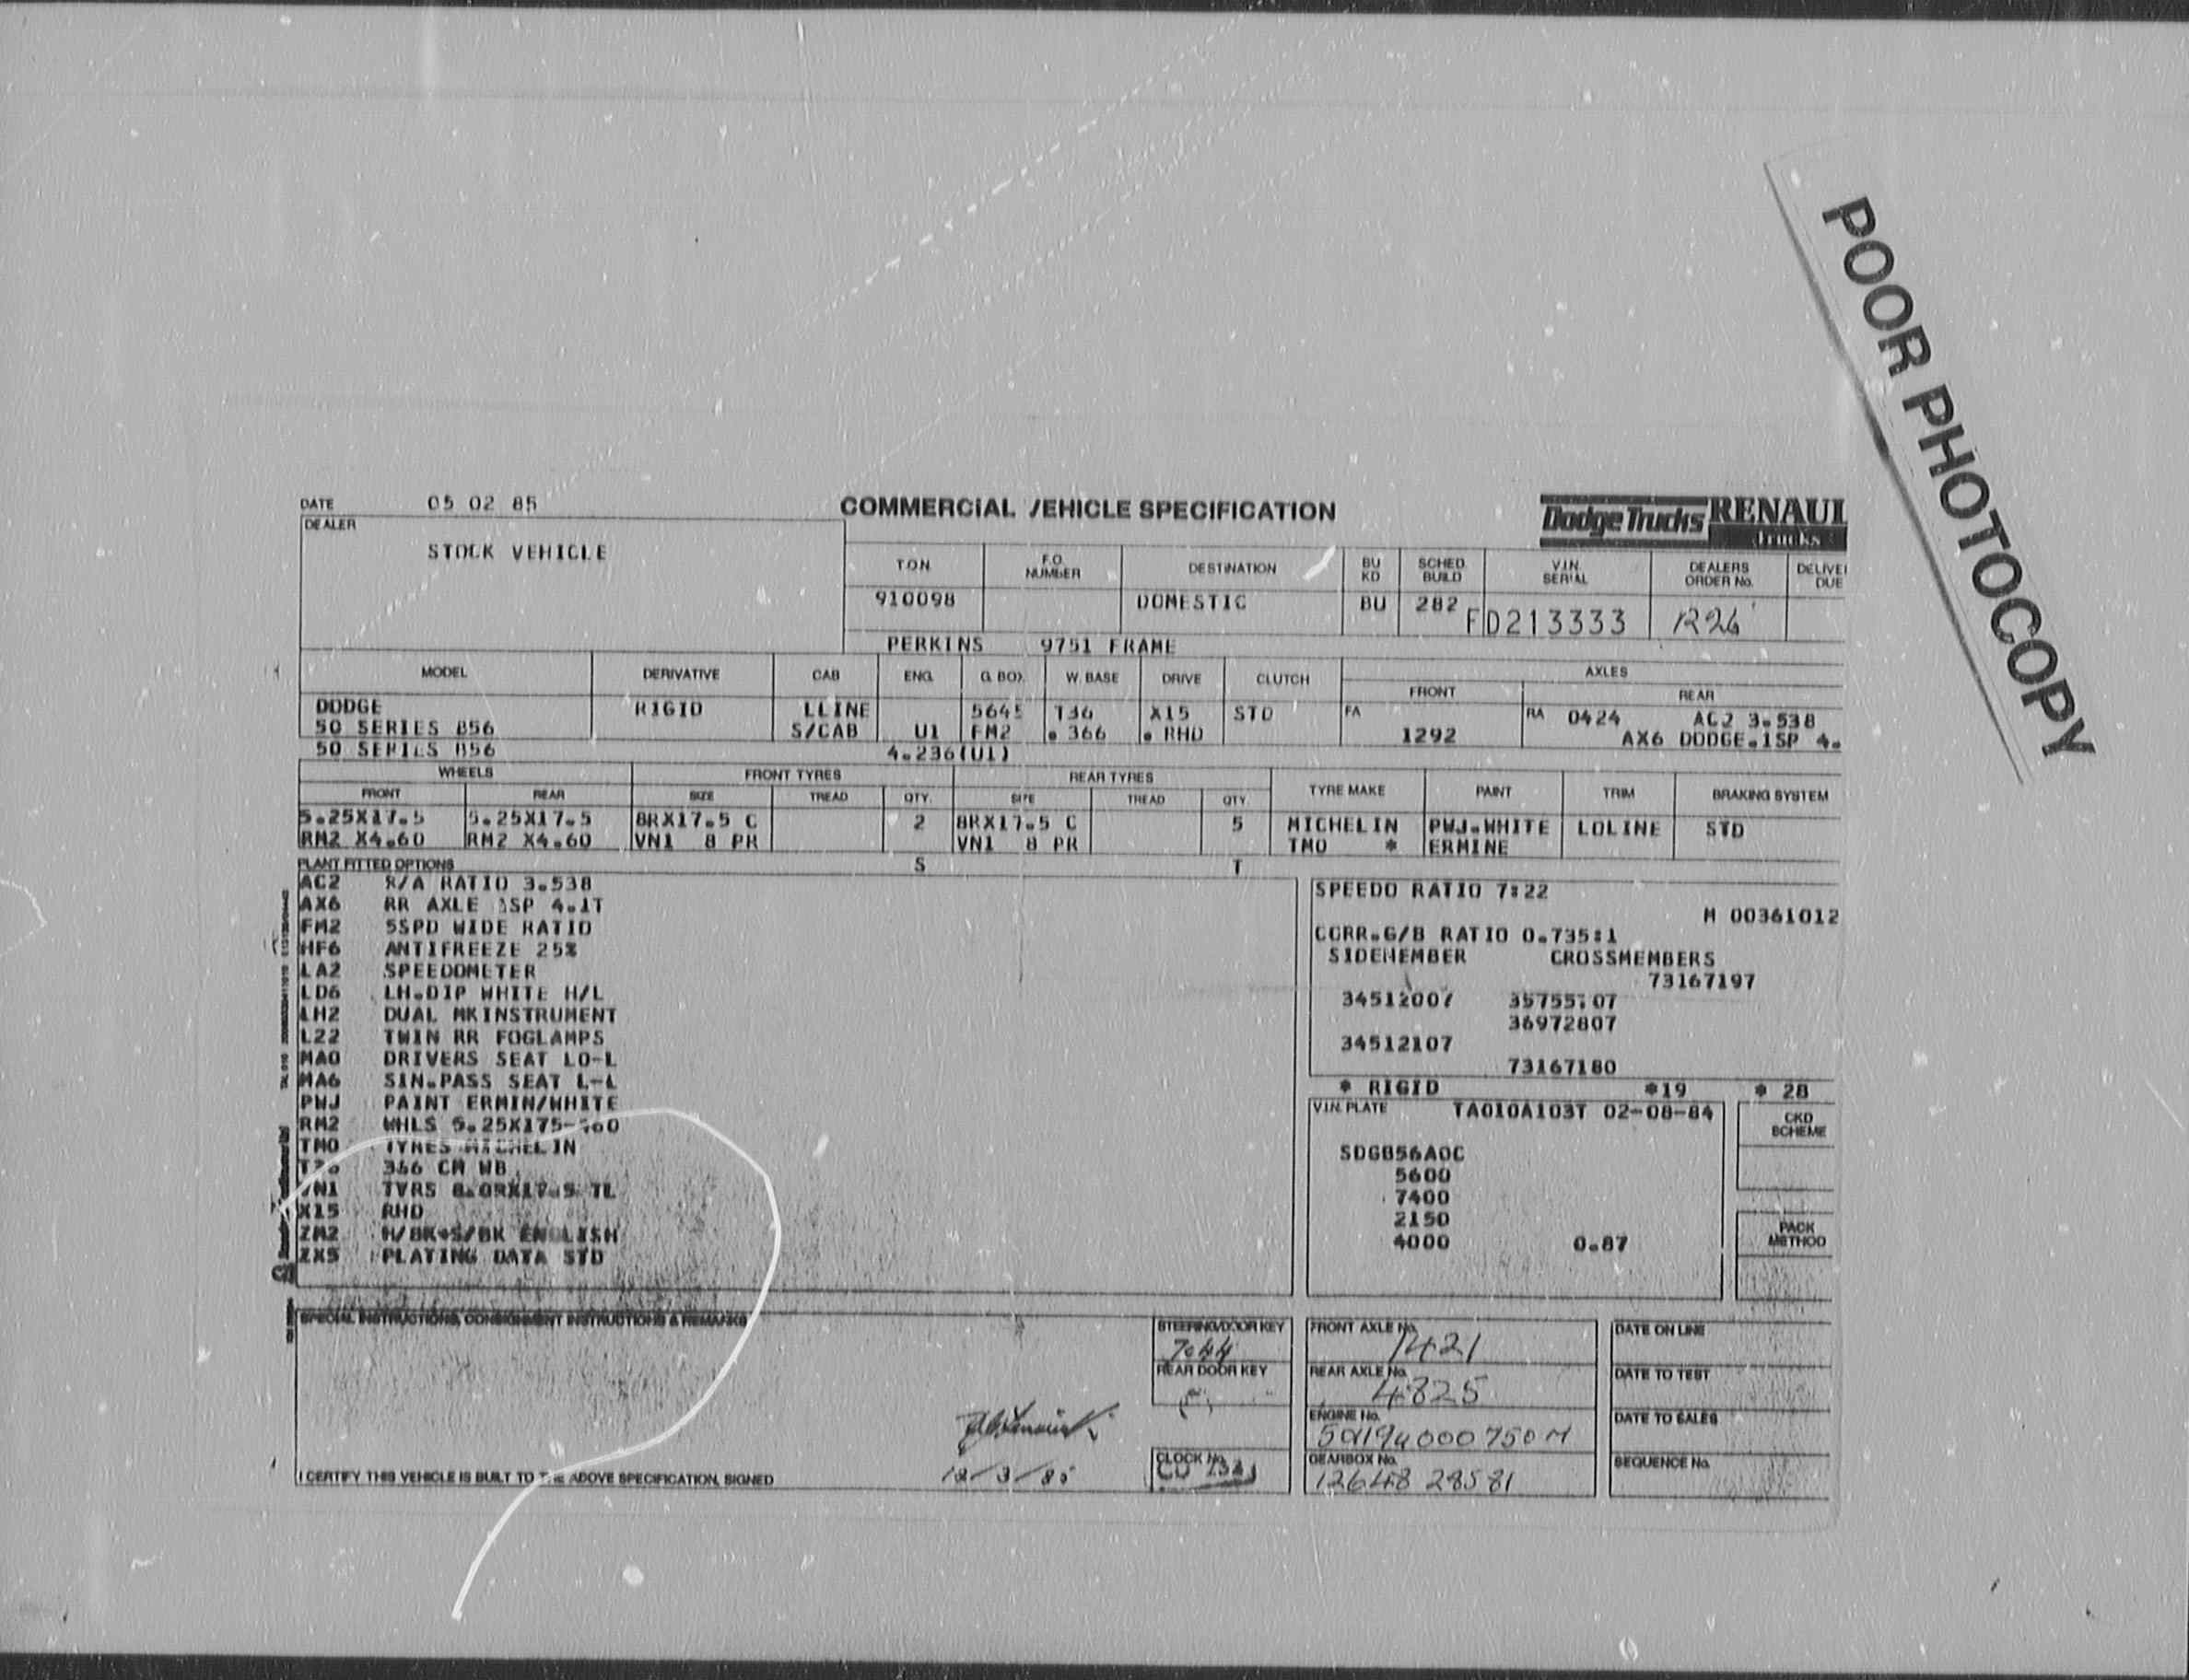 POOR PHOTOCOPY
DATE 05 02 85
COMMERCIAL /EHICLE SPECIFICATION
Dodge Trucks RENAUL
Trucks
DEALER
STOCK VEHICLE
T.O.N. F.O. NUMBER DESTINATION BU KD SCHED. BUILD V.I.N. SERIAL DEALERS ORDER No. DELIVE DUE
910098 DOMESTIC BU 282 FD213333 1226
PERKINS 9751 FRAME
MODEL DERIVATIVE CAB ENG. G. BOX W. BASE DRIVE CLUTCH AXLES
FRONT REAR
DODGE RIGID LLINE 5645 T36 X15 STD FA RA 0424 AC2 3.538
50 SERIES B56 S/CAB U1 FM2 . 366 . RHD 1292 AX6 DODGE.1SP 4.
50 SERIES B56 4.236(U1)
WHEELS FRONT TYRES REAR TYRES TYRE MAKE PAINT TRIM BRAKING SYSTEM
FRONT REAR SIZE TREAD QTY. SIZE TREAD QTY
5.25X17.5 5.25X17.5 8RX17.5 C 2 8RX17.5 C 5 MICHELIN PWJ.WHITE LOLINE STD
RM2 X4.60 RM2 X4.60 VN1 8 PR VN1 8 PR TMO * ERMINE
PLANT FITTED OPTIONS S T
AC2 R/A RATIO 3.538
AX6 RR AXLE 1SP 4.1T
FM2 5SPD WIDE RATIO
HF6 ANTIFREEZE 25%
LA2 SPEEDOMETER
LD6 LH.DIP WHITE H/L
LH2 DUAL MKINSTRUMENT
L22 TWIN RR FOGLAMPS
MA0 DRIVERS SEAT LO-L
MA6 SIN.PASS SEAT L-L
PWJ PAINT ERMIN/WHITE
RM2 WHLS 5.25X175-460
TMO TYRES MICHELIN
T36 366 CM WB
VN1 TYRS 8.0RX17.5 TL
X15 RHD
ZM2 H/BK+S/BK ENGLISH
ZX5 PLATING DATA STD
SPEEDO RATIO 7:22
M 00361012
CORR.G/B RATIO 0.735:1
SIDEMEMBER CROSSMEMBERS
73167197
34512007 35755107
36972807
34512107
73167180
* RIGID *19 * 28
V.I.N. PLATE TA010A103T 02-08-84 CKD SCHEME
SDGB56A0C
5600
7400
2150
4000 0.87
PACK METHOD
SPECIAL INSTRUCTIONS, CONSIGNMENT INSTRUCTIONS & REMARKS
STEERING/DOOR KEY
7044
REAR DOOR KEY
CLOCK No.
FRONT AXLE No. 1421
REAR AXLE No. 4825
ENGINE No.
GEARBOX No.
126448 28581
DATE ON LINE
DATE TO TEST
DATE TO SALES
SEQUENCE No.
I CERTIFY THIS VEHICLE IS BUILT TO THE ABOVE SPECIFICATION, SIGNED 12/3/85